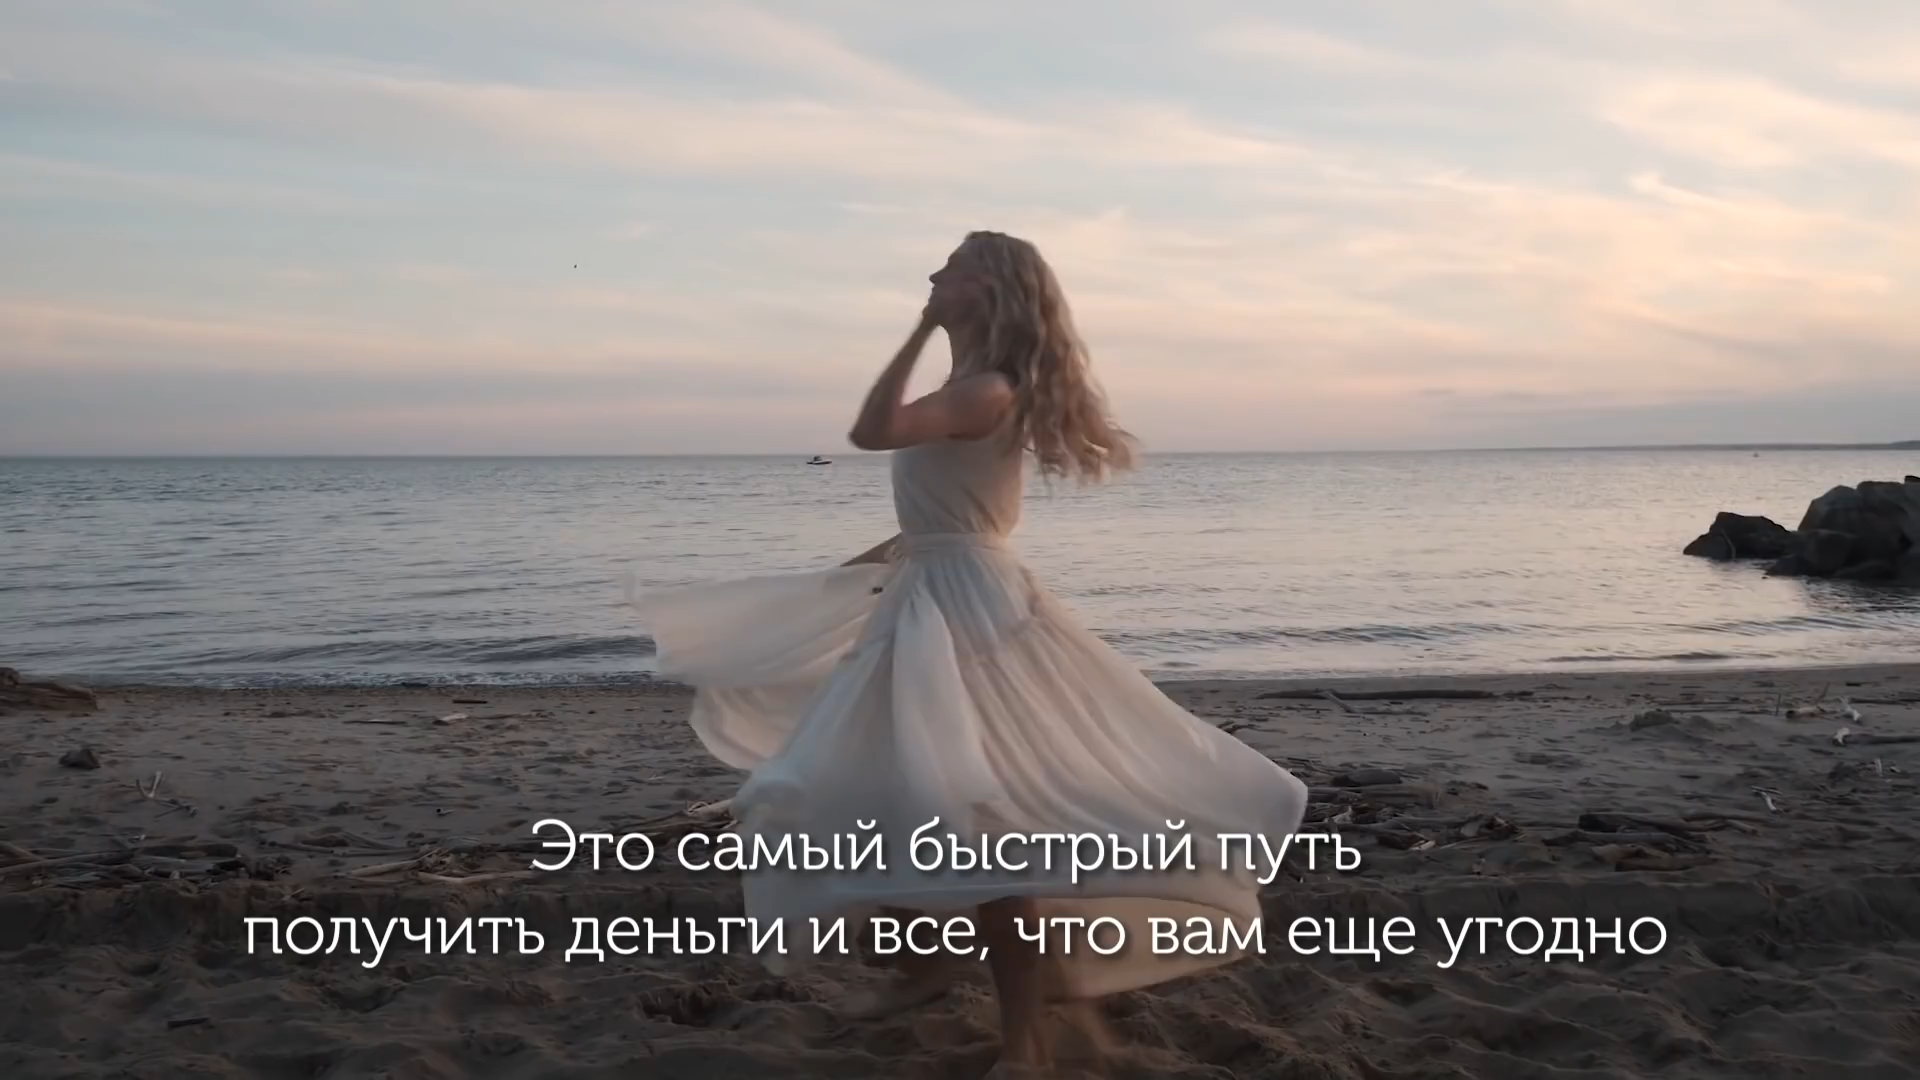 Это самый быстрый путь
получить деньги и все, что вам еще угодно